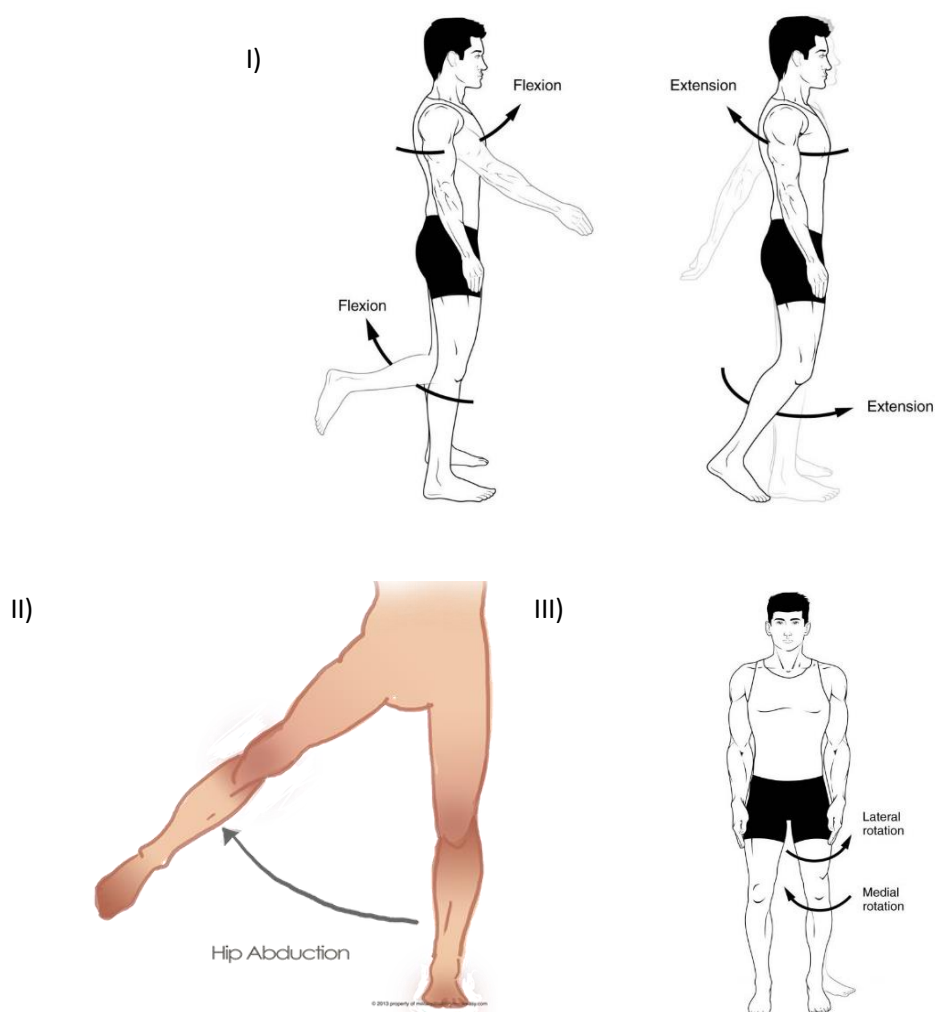 I)
Flexion
Extension
Flexion
Extension
II)
III)
Lateral
rotation
Medial
rotation
Hip Abduction